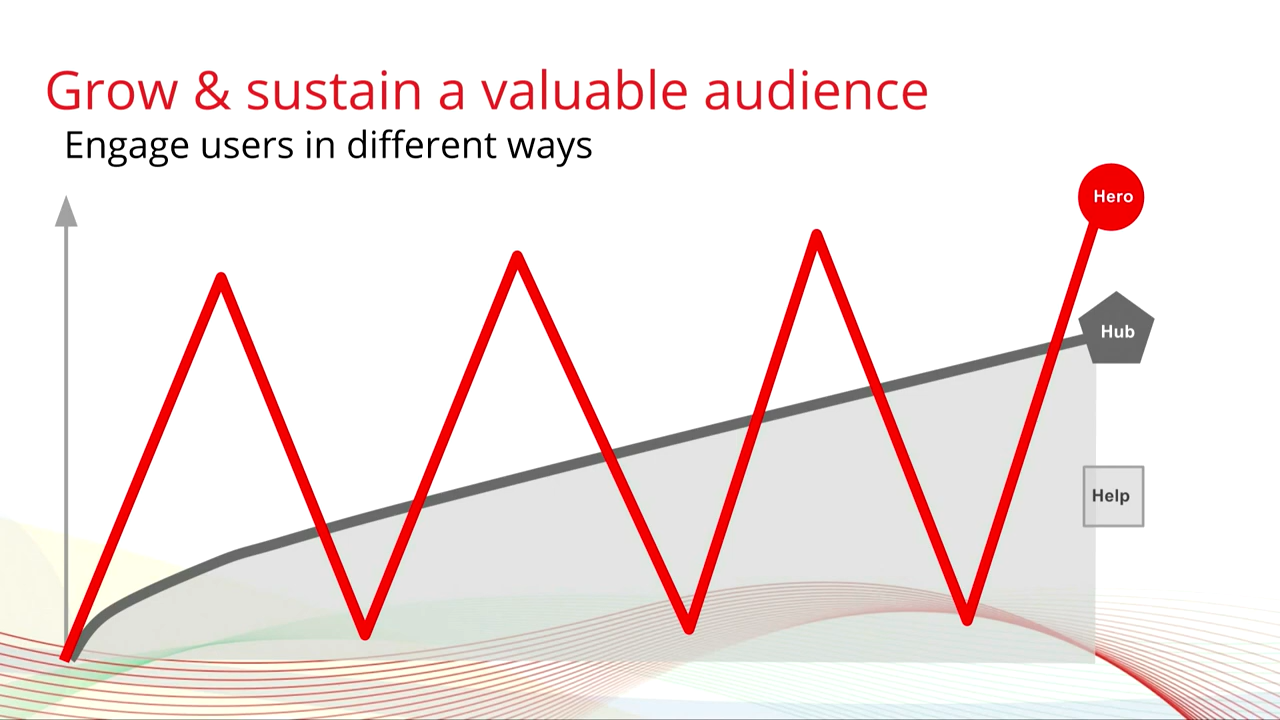 Grow & sustain a valuable audience
Engage users in different ways
Hero
Hub
Help